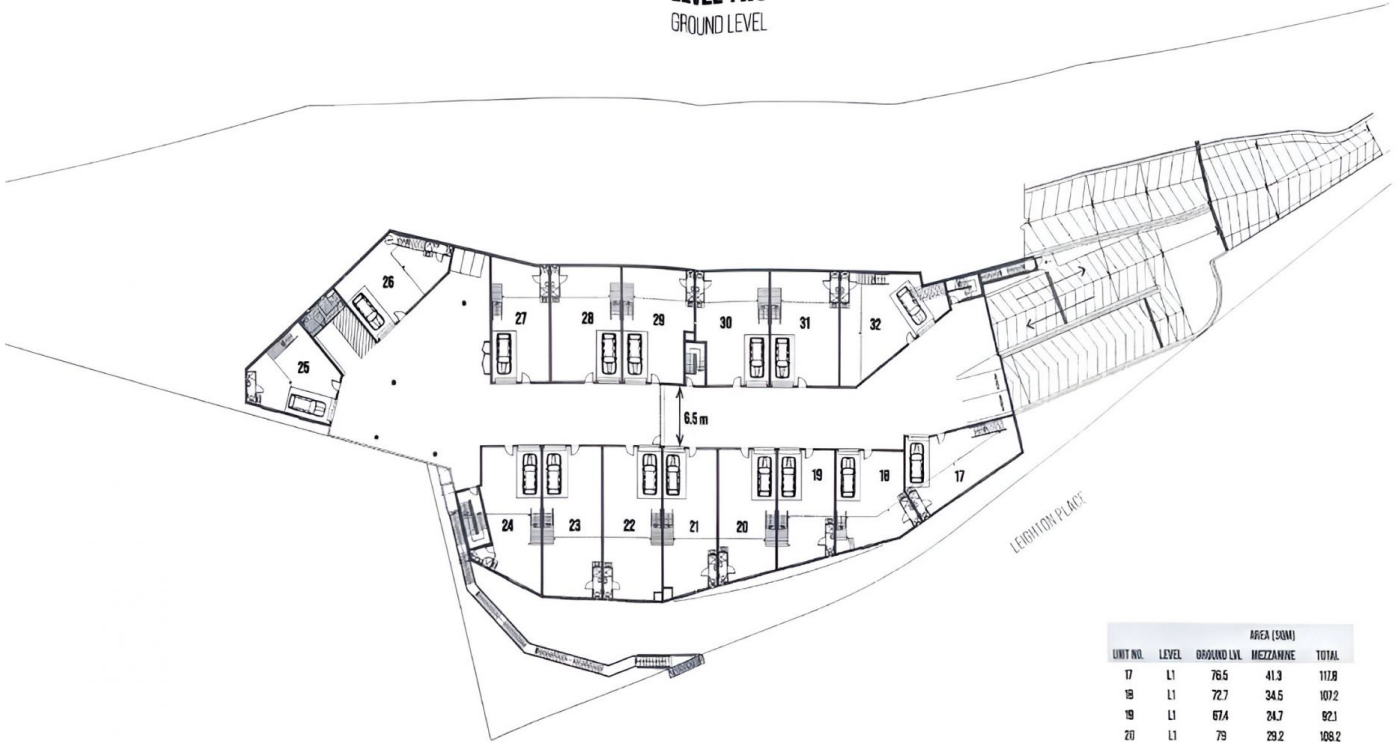 GROUND LEVEL
26
25
27
28
29
30
31
32
6.5 m
24
23
22
21
20
19
18
17
LEIGHTON PLACE
AREA (SQM)
UNIT NO. LEVEL GROUND LVL MEZZANINE TOTAL
17 L1 76.5 41.3 117.8
18 L1 72.7 34.5 107.2
19 L1 67.4 24.7 92.1
20 L1 79 29.2 108.2